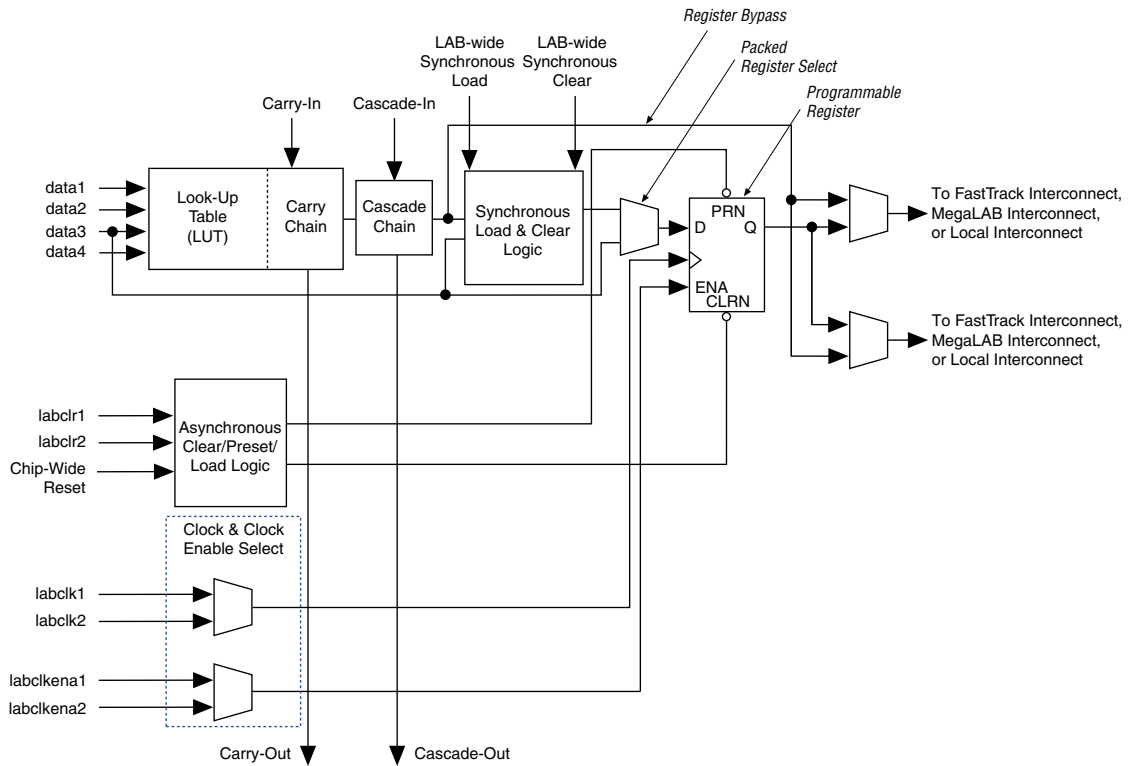 Register Bypass
Packed
Register Select
Programmable
Register
LAB-wide
Synchronous
Load
LAB-wide
Synchronous
Clear
Carry-In
Cascade-In
data1
data2
data3
data4
Look-Up
Table
(LUT)
Carry
Chain
Cascade
Chain
Synchronous
Load & Clear
Logic
PRN
D
Q
ENA
CLRN
To FastTrack Interconnect,
MegaLAB Interconnect,
or Local Interconnect
To FastTrack Interconnect,
MegaLAB Interconnect,
or Local Interconnect
labclr1
labclr2
Chip-Wide
Reset
Asynchronous
Clear/Preset/
Load Logic
Clock & Clock
Enable Select
labclk1
labclk2
labclkena1
labclkena2
Carry-Out
Cascade-Out